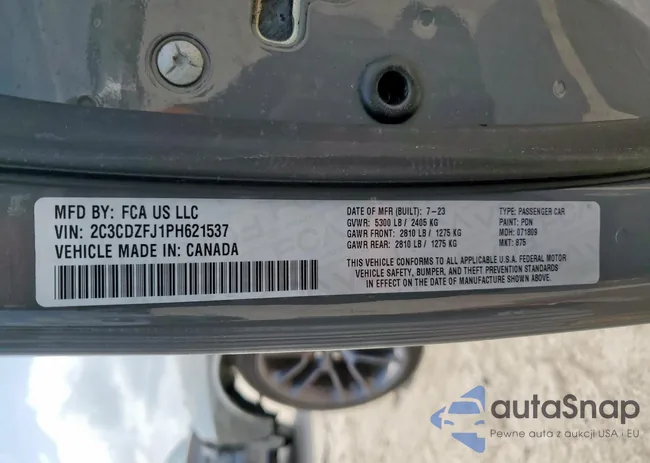 MFD BY: FCA US LLC
VIN: 2C3CDZFJ1PH621537
VEHICLE MADE IN: CANADA
DATE OF MFR (BUILT): 7-23
GVWR: 5300 LB / 2405 KG
GAWR FRONT: 2810 LB / 1275 KG
GAWR REAR: 2810 LB / 1275 KG
TYPE: PASSENGER CAR
PAINT: PDN
MDH: 071809
MKT: 875
THIS VEHICLE CONFORMS TO ALL APPLICABLE U.S.A. FEDERAL MOTOR
VEHICLE SAFETY, BUMPER, AND THEFT PREVENTION STANDARDS
IN EFFECT ON THE DATE OF MANUFACTURE SHOWN ABOVE.
autaSnap
Pewne auta z aukcji USA i EU